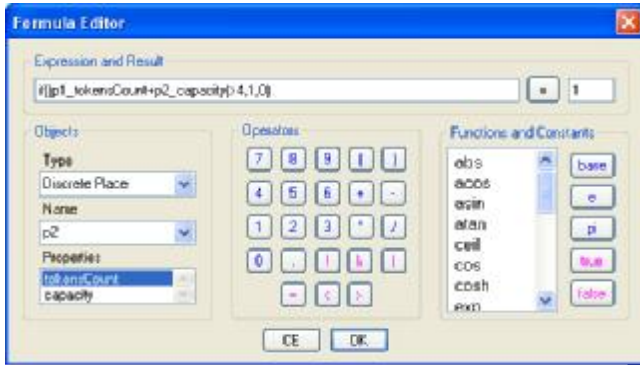 Formula Editor
Expression and Result
if((p1_tokensCount+p2_capacity)>4,1,0)
=
1
Objects
Type
Discrete Place
Name
p2
Properties
tokensCount
capacity
Operators
7 8 9 ( )
4 5 6 + -
1 2 3 * /
0 . ! & |
= < >
Functions and Constants
abs
acos
asin
atan
ceil
cos
cosh
exp
base
e
pi
true
false
CE
OK